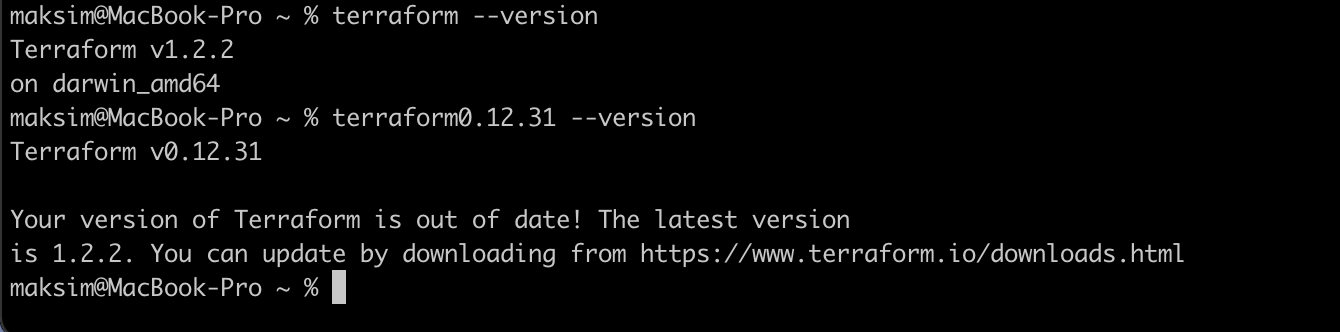 maksim@MacBook-Pro ~ % terraform --version
Terraform v1.2.2
on darwin_amd64
maksim@MacBook-Pro ~ % terraform0.12.31 --version
Terraform v0.12.31

Your version of Terraform is out of date! The latest version
is 1.2.2. You can update by downloading from https://www.terraform.io/downloads.html
maksim@MacBook-Pro ~ %